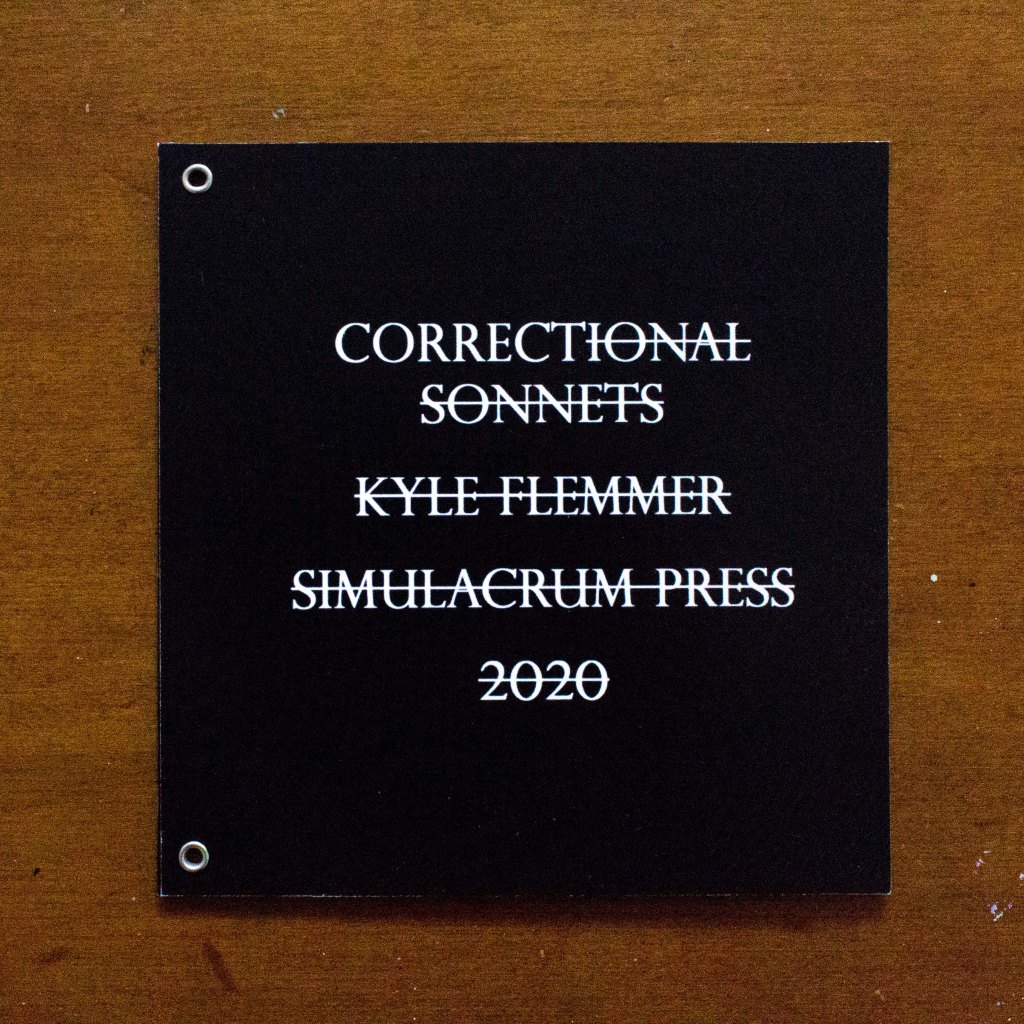 CORRECTIONAL
SONNETS
KYLE FLEMMER
SIMULACRUM PRESS
2020